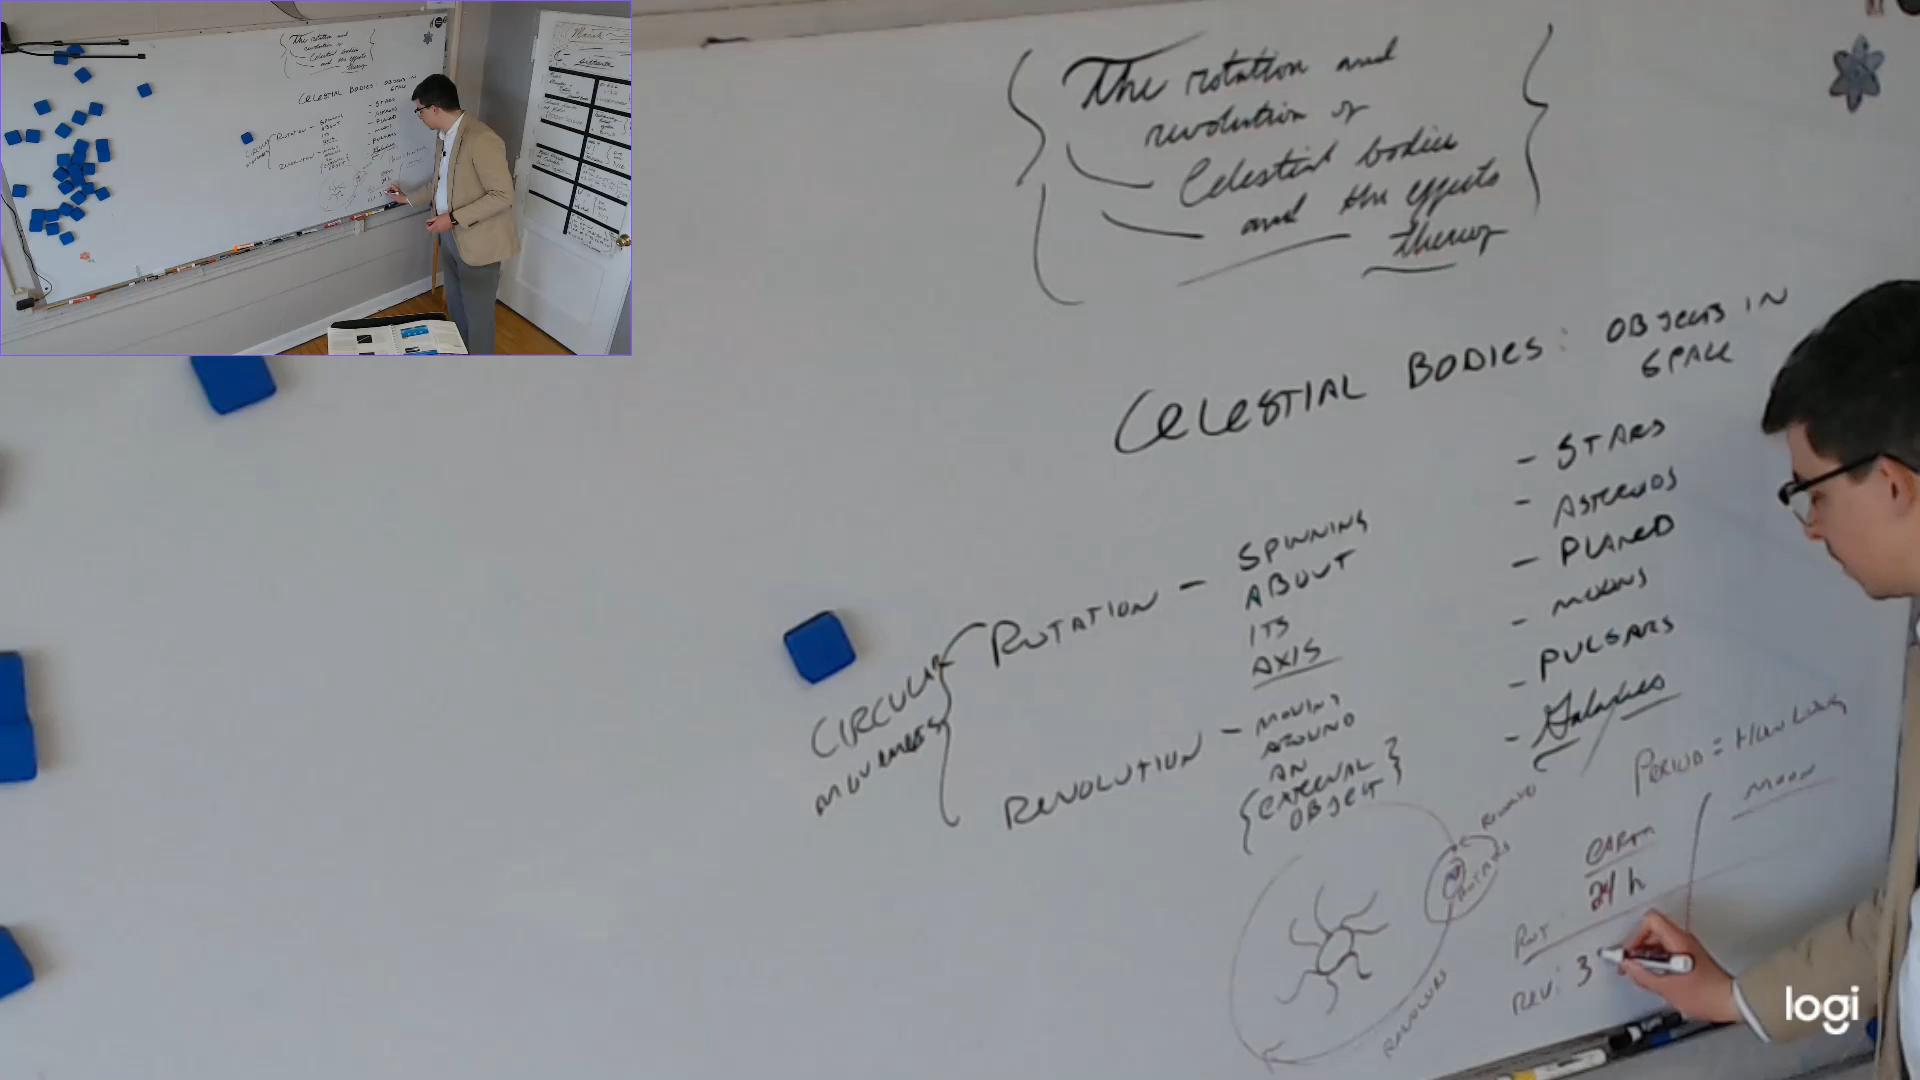 The rotation and
revolution of
Celestial bodies
and the effects
thereof
CELESTIAL BODIES: OBJECTS IN
SPACE
- STARS
- ASTEROIDS
- PLANETS
- MOONS
- PULSARS
- Galaxies
CIRCULAR
MOVEMENTS
ROTATION - SPINNING
ABOUT
ITS
AXIS
REVOLUTION - MOVING
AROUND
AN
EXTERNAL
OBJECT
PERIOD = HOW LONG
EARTH
MOON
ROT
24 h
REV: 3
logi